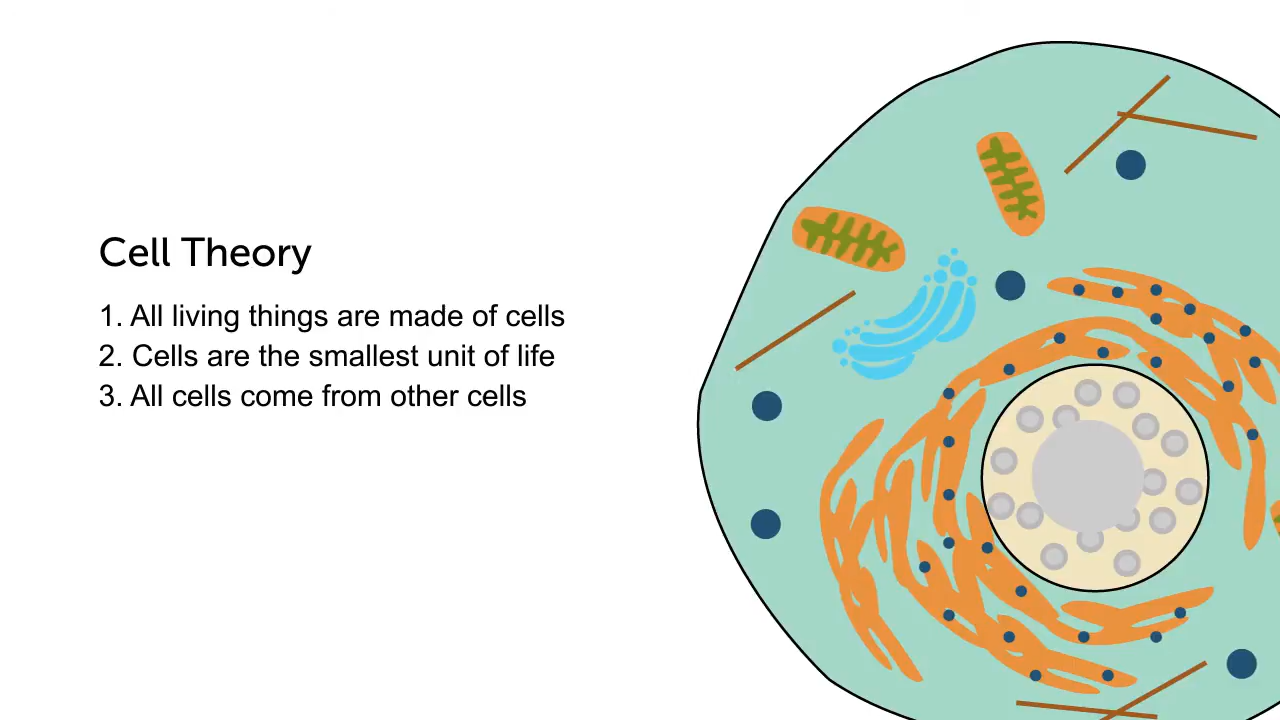 Cell Theory
1. All living things are made of cells
2. Cells are the smallest unit of life
3. All cells come from other cells